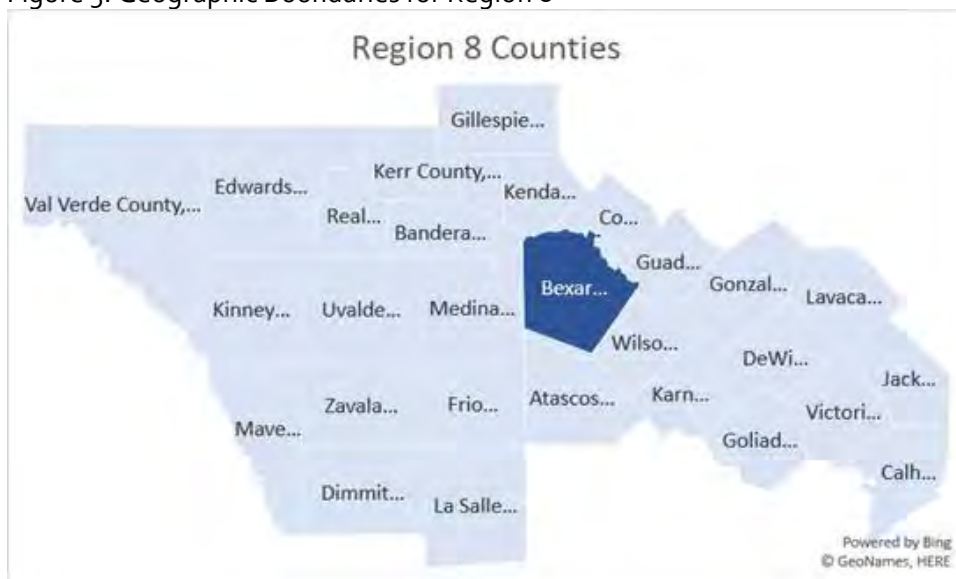 Figure 5. Geographic Boundaries for Region 8
Region 8 Counties
Gillespie...
Kerr County,...
Edwards...
Kenda...
Val Verde County,...
Real...
Co...
Bandera...
Guad...
Bexar...
Gonzal...
Lavaca...
Kinney...
Uvalde...
Medina...
Wilso...
DeWi...
Jack...
Zavala...
Frio...
Atascos...
Karn...
Victori...
Mave...
Goliad...
Calh...
Dimmit...
La Salle...
Powered by Bing
© GeoNames, HERE